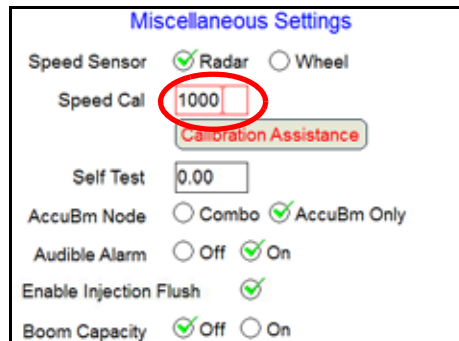 Miscellaneous Settings
Speed Sensor Radar Wheel
Speed Cal 1000
Calibration Assistance
Self Test 0.00
AccuBm Node Combo AccuBm Only
Audible Alarm Off On
Enable Injection Flush
Boom Capacity Off On